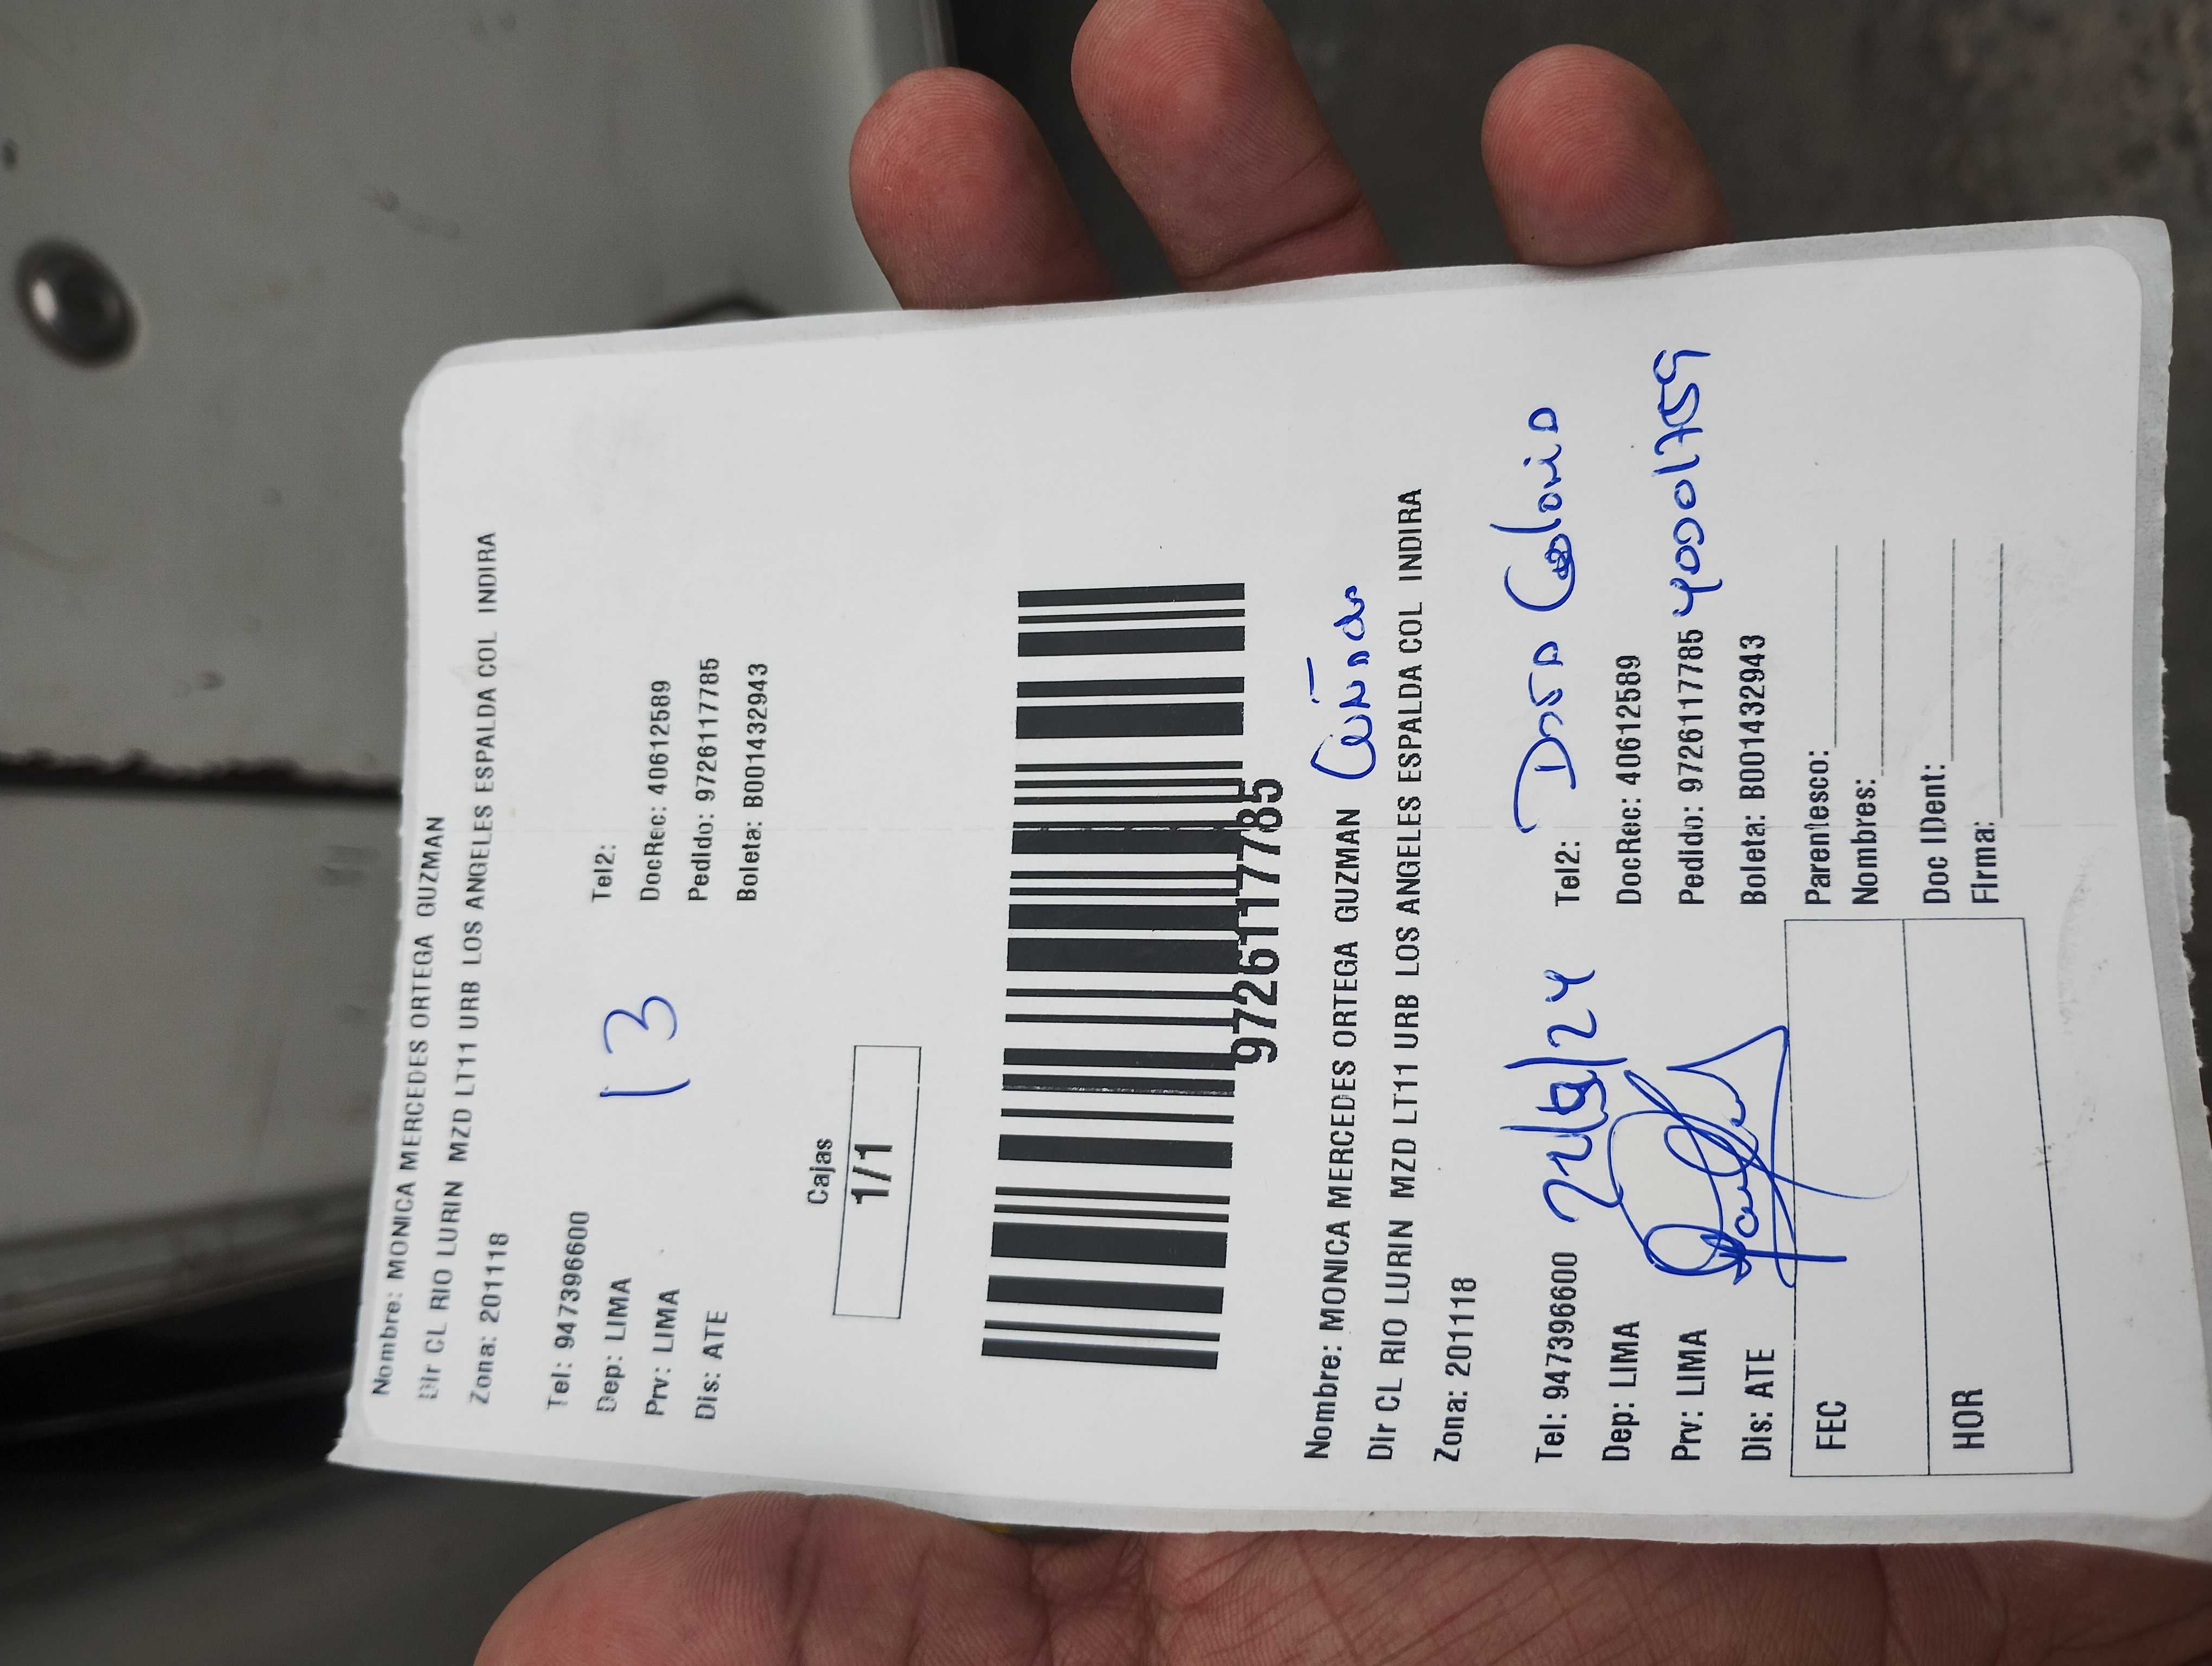 Nombre: MONICA MERCEDES ORTEGA GUZMAN
Dir CL RIO LURIN MZD LT11 URB LOS ANGELES ESPALDA COL INDIRA
Zona: 201118
Tel: 947396600 Tel2:
Dep: LIMA 13 DocRec: 40612589
Prv: LIMA Pedido: 9726117785
Dis: ATE Boleta: B001432943
Cajas
1/1
9726117785
Nombre: MONICA MERCEDES ORTEGA GUZMAN
Dir CL RIO LURIN MZD LT11 URB LOS ANGELES ESPALDA COL INDIRA
Zona: 201118
Tel: 947396600 Tel2:
Dep: LIMA DocRec: 40612589
Prv: LIMA Pedido: 9726117785 40001759
Dis: ATE Boleta: B001432943
FEC Parentesco:
Nombres:
HOR Doc IDent:
Firma: